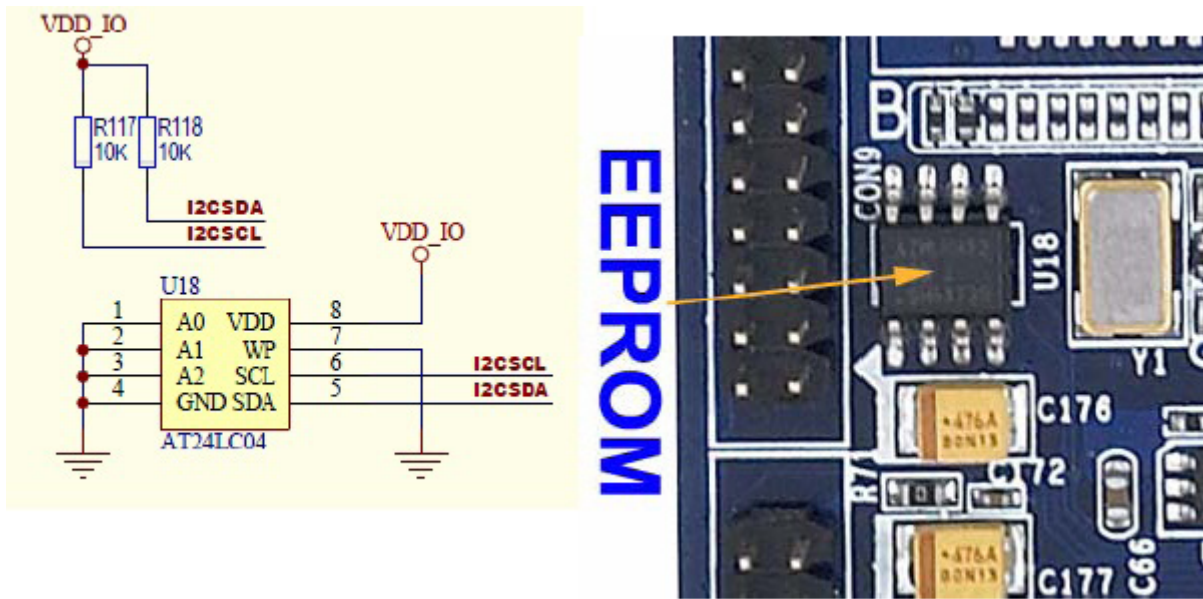 VDD_IO
R117
10K
R118
10K
I2CSDA
I2CSCL
VDD_IO
U18
1 A0 VDD 8
2 A1 WP 7
3 A2 SCL 6
4 GND SDA 5
I2CSCL
I2CSDA
AT24LC04
EEPROM
B
CON9
U18
Y1
476A
C176
C172
476A
C177
C66